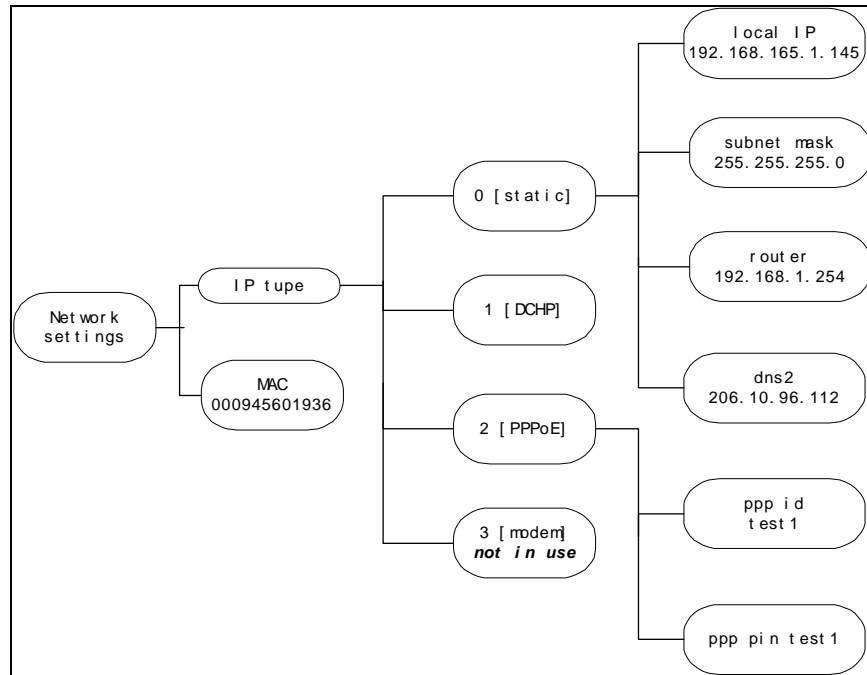 Network
settings
IP tupe
MAC
000945601936
0 [static]
1 [DCHP]
2 [PPPoE]
3 [modem]
not in use
local IP
192.168.165.1.145
subnet mask
255.255.255.0
router
192.168.1.254
dns2
206.10.96.112
ppp id
test1
ppp pin test1